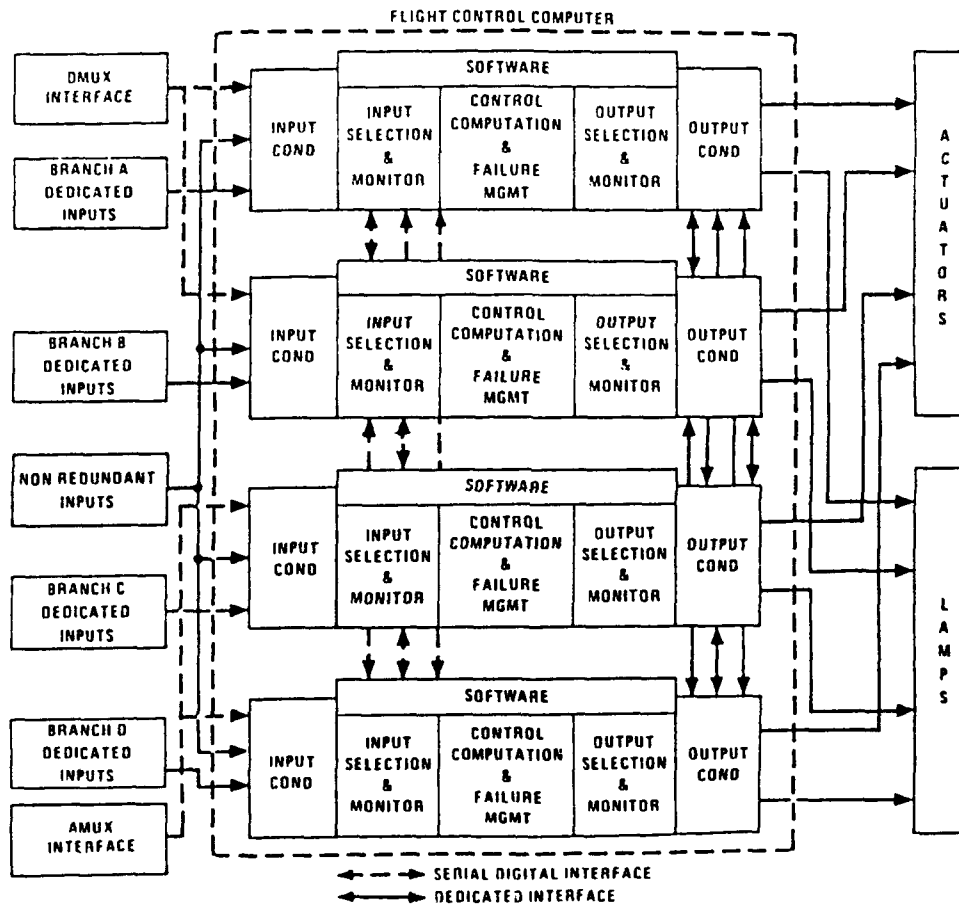 FLIGHT CONTROL COMPUTER
DMUX
INTERFACE
BRANCH A
DEDICATED
INPUTS
BRANCH B
DEDICATED
INPUTS
NON REDUNDANT
INPUTS
BRANCH C
DEDICATED
INPUTS
BRANCH D
DEDICATED
INPUTS
AMUX
INTERFACE
SOFTWARE
INPUT
COND
INPUT
SELECTION
&
MONITOR
CONTROL
COMPUTATION
&
FAILURE
MGMT
OUTPUT
SELECTION
&
MONITOR
OUTPUT
COND
SOFTWARE
INPUT
COND
INPUT
SELECTION
&
MONITOR
CONTROL
COMPUTATION
&
FAILURE
MGMT
OUTPUT
SELECTION
&
MONITOR
OUTPUT
COND
SOFTWARE
INPUT
COND
INPUT
SELECTION
&
MONITOR
CONTROL
COMPUTATION
&
FAILURE
MGMT
OUTPUT
SELECTION
&
MONITOR
OUTPUT
COND
SOFTWARE
INPUT
COND
INPUT
SELECTION
&
MONITOR
CONTROL
COMPUTATION
&
FAILURE
MGMT
OUTPUT
SELECTION
&
MONITOR
OUTPUT
COND
ACTUATORS
LAMPS
SERIAL DIGITAL INTERFACE
DEDICATED INTERFACE